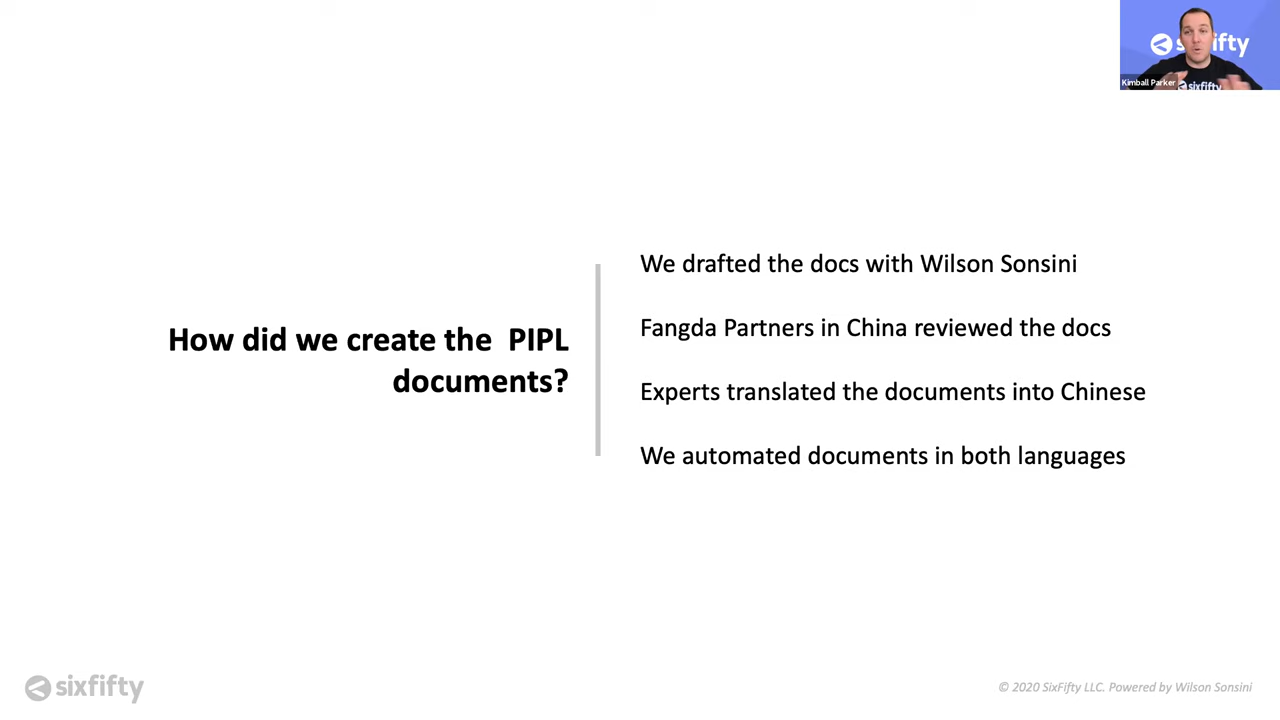 sixfifty
Kimball Parker
sixfifty
We drafted the docs with Wilson Sonsini
Fangda Partners in China reviewed the docs
How did we create the PIPL
documents?
Experts translated the documents into Chinese
We automated documents in both languages
sixfifty
© 2020 SixFifty LLC. Powered by Wilson Sonsini